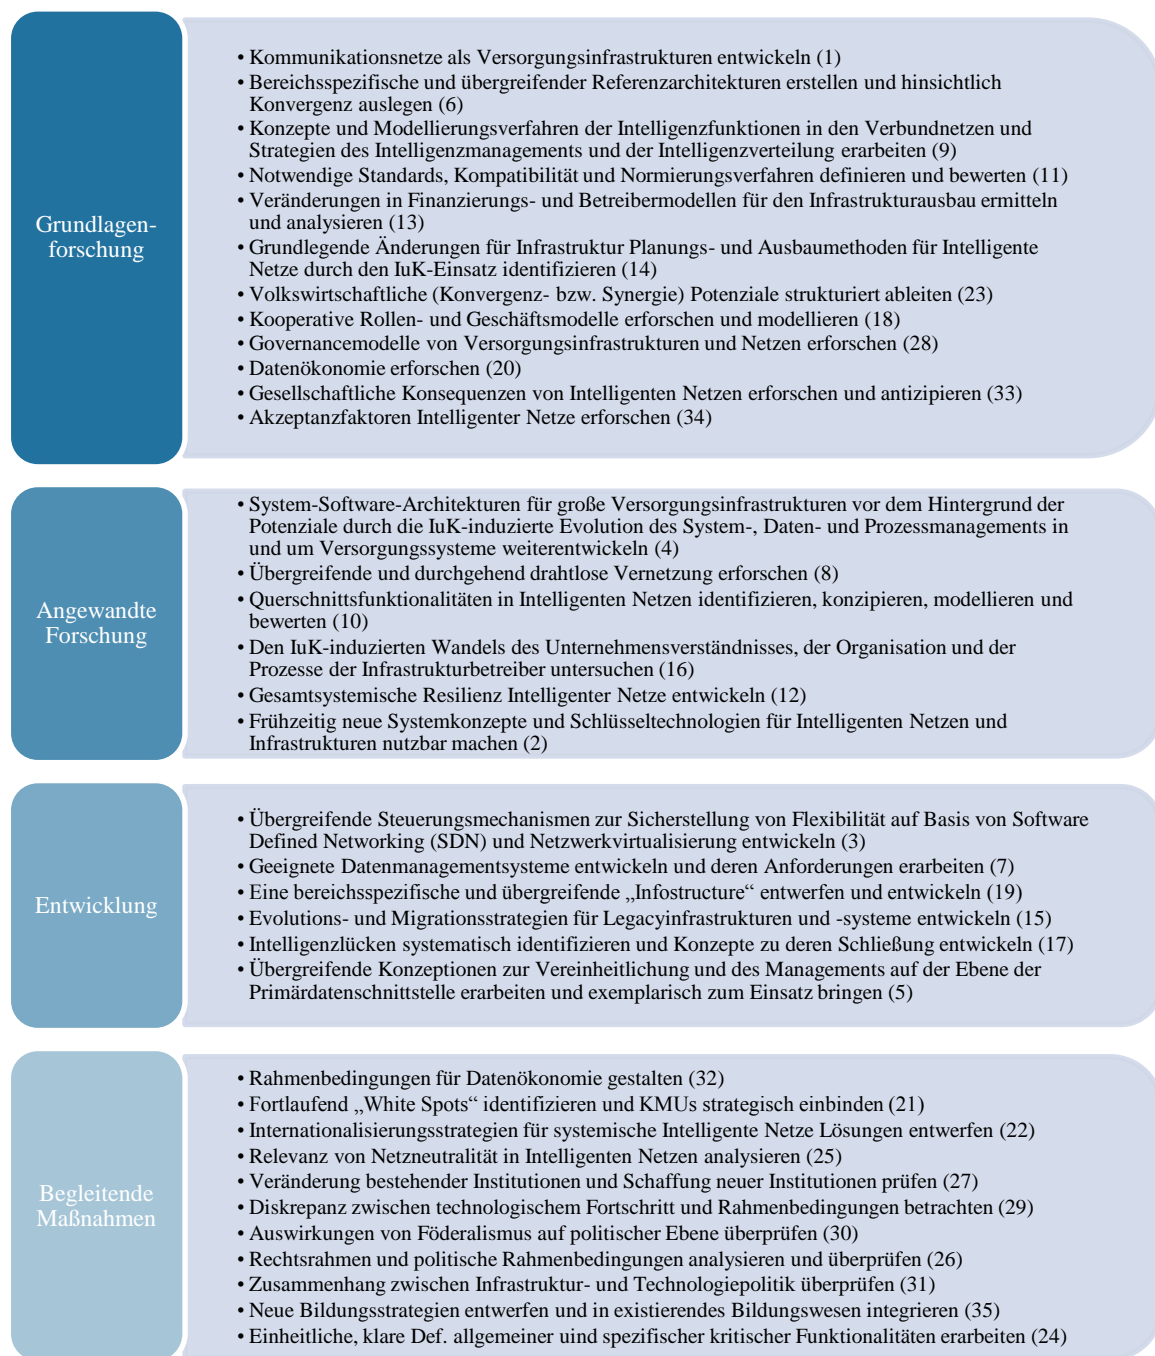 Grundlagen-
forschung
• Kommunikationsnetze als Versorgungsinfrastrukturen entwickeln (1)
• Bereichsspezifische und übergreifender Referenzarchitekturen erstellen und hinsichtlich
Konvergenz auslegen (6)
• Konzepte und Modellierungsverfahren der Intelligenzfunktionen in den Verbundnetzen und
Strategien des Intelligenzmanagements und der Intelligenzverteilung erarbeiten (9)
• Notwendige Standards, Kompatibilität und Normierungsverfahren definieren und bewerten (11)
• Veränderungen in Finanzierungs- und Betreibermodellen für den Infrastrukturausbau ermitteln
und analysieren (13)
• Grundlegende Änderungen für Infrastruktur Planungs- und Ausbaumethoden für Intelligente
Netze durch den IuK-Einsatz identifizieren (14)
• Volkswirtschaftliche (Konvergenz- bzw. Synergie) Potenziale strukturiert ableiten (23)
• Kooperative Rollen- und Geschäftsmodelle erforschen und modellieren (18)
• Governancemodelle von Versorgungsinfrastrukturen und Netzen erforschen (28)
• Datenökonomie erforschen (20)
• Gesellschaftliche Konsequenzen von Intelligenten Netzen erforschen und antizipieren (33)
• Akzeptanzfaktoren Intelligenter Netze erforschen (34)
Angewandte
Forschung
• System-Software-Architekturen für große Versorgungsinfrastrukturen vor dem Hintergrund der
Potenziale durch die IuK-induzierte Evolution des System-, Daten- und Prozessmanagements in
und um Versorgungssysteme weiterentwickeln (4)
• Übergreifende und durchgehend drahtlose Vernetzung erforschen (8)
• Querschnittsfunktionalitäten in Intelligenten Netzen identifizieren, konzipieren, modellieren und
bewerten (10)
• Den IuK-induzierten Wandels des Unternehmensverständnisses, der Organisation und der
Prozesse der Infrastrukturbetreiber untersuchen (16)
• Gesamtsystemische Resilienz Intelligenter Netze entwickeln (12)
• Frühzeitig neue Systemkonzepte und Schlüsseltechnologien für Intelligenten Netzen und
Infrastrukturen nutzbar machen (2)
Entwicklung
• Übergreifende Steuerungsmechanismen zur Sicherstellung von Flexibilität auf Basis von Software
Defined Networking (SDN) und Netzwerkvirtualisierung entwickeln (3)
• Geeignete Datenmanagementsysteme entwickeln und deren Anforderungen erarbeiten (7)
• Eine bereichsspezifische und übergreifende „Infostructure“ entwerfen und entwickeln (19)
• Evolutions- und Migrationsstrategien für Legacyinfrastrukturen und -systeme entwickeln (15)
• Intelligenzlücken systematisch identifizieren und Konzepte zu deren Schließung entwickeln (17)
• Übergreifende Konzeptionen zur Vereinheitlichung und des Managements auf der Ebene der
Primärdatenschnittstelle erarbeiten und exemplarisch zum Einsatz bringen (5)
Begleitende
Maßnahmen
• Rahmenbedingungen für Datenökonomie gestalten (32)
• Fortlaufend „White Spots“ identifizieren und KMUs strategisch einbinden (21)
• Internationalisierungsstrategien für systemische Intelligente Netze Lösungen entwerfen (22)
• Relevanz von Netzneutralität in Intelligenten Netzen analysieren (25)
• Veränderung bestehender Institutionen und Schaffung neuer Institutionen prüfen (27)
• Diskrepanz zwischen technologischem Fortschritt und Rahmenbedingungen betrachten (29)
• Auswirkungen von Föderalismus auf politischer Ebene überprüfen (30)
• Rechtsrahmen und politische Rahmenbedingungen analysieren und überprüfen (26)
• Zusammenhang zwischen Infrastruktur- und Technologiepolitik überprüfen (31)
• Neue Bildungsstrategien entwerfen und in existierendes Bildungswesen integrieren (35)
• Einheitliche, klare Def. allgemeiner uind spezifischer kritischer Funktionalitäten erarbeiten (24)